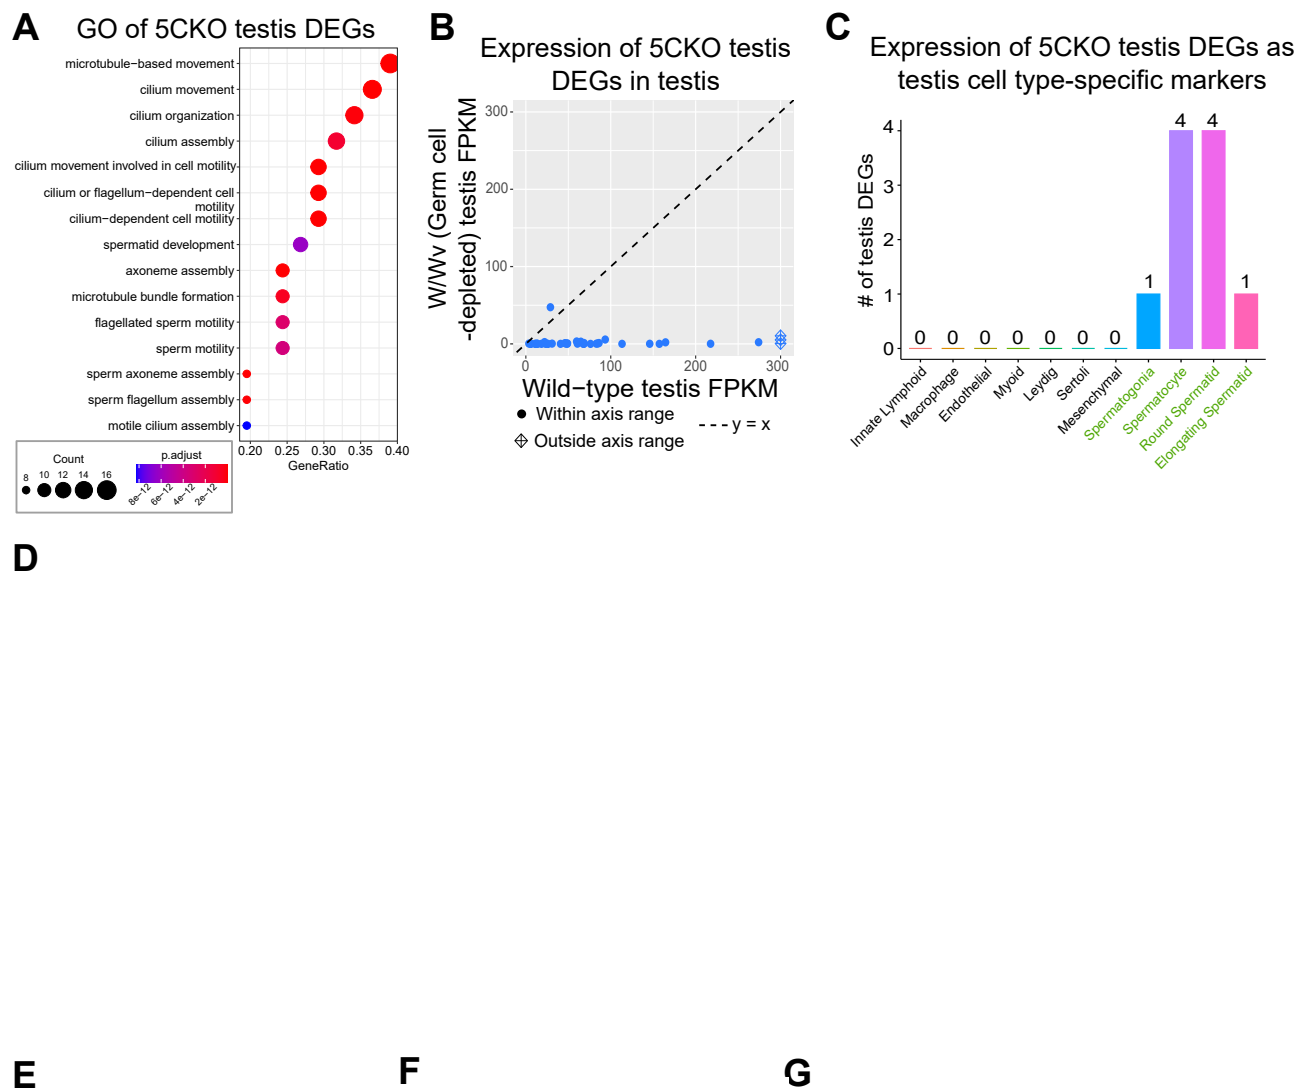 A
GO of 5CKO testis DEGs
microtubule−based movement
cilium movement
cilium organization
cilium assembly
cilium movement involved in cell motility
cilium or flagellum−dependent cell
motility
cilium−dependent cell motility
spermatid development
axoneme assembly
microtubule bundle formation
flagellated sperm motility
sperm motility
sperm axoneme assembly
sperm flagellum assembly
motile cilium assembly
0.20 0.25 0.30 0.35 0.40
GeneRatio
Count
8 10 12 14 16
p.adjust
8e−12 6e−12 4e−12 2e−12
B
Expression of 5CKO testis
DEGs in testis
W/Wv (Germ cell
-depleted) testis FPKM
300
200
100
0
0 100 200 300
Wild−type testis FPKM
Within axis range
Outside axis range
y = x
C
Expression of 5CKO testis DEGs as
testis cell type-specific markers
# of testis DEGs
4
3
2
1
0
0 0 0 0 0 0 0 1 4 4 1
Innate Lymphoid
Macrophage
Endothelial
Myoid
Leydig
Sertoli
Mesenchymal
Spermatogonia
Spermatocyte
Round Spermatid
Elongating Spermatid
D
E
F
G